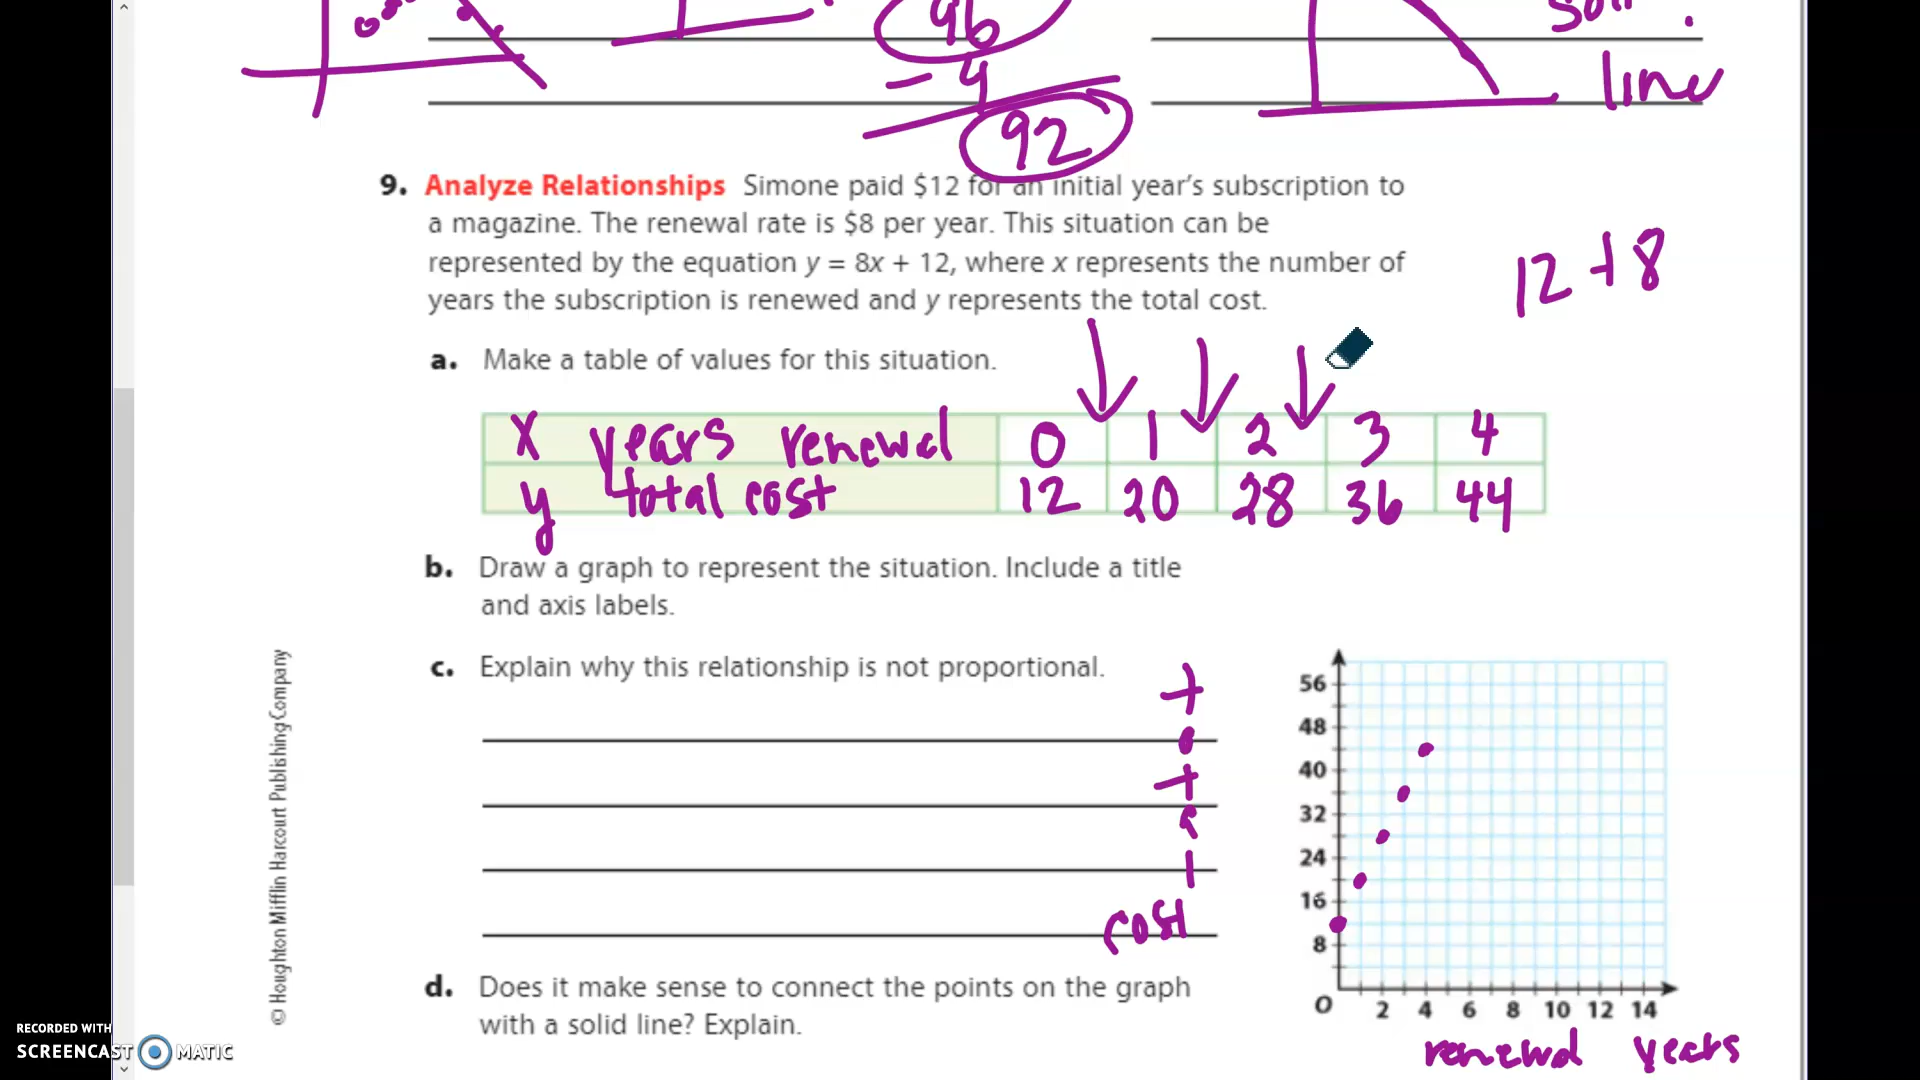 soli
96
- 4
line
92
9. Analyze Relationships Simone paid $12 for an initial year's subscription to
a magazine. The renewal rate is $8 per year. This situation can be
represented by the equation y = 8x + 12, where x represents the number of
years the subscription is renewed and y represents the total cost.
12 + 8
a. Make a table of values for this situation.
x years renewal 0 1 2 3 4
y total cost 12 20 28 36 44
b. Draw a graph to represent the situation. Include a title
and axis labels.
c. Explain why this relationship is not proportional.
total
cost
56
48
40
32
24
16
8
O 2 4 6 8 10 12 14
renewal years
d. Does it make sense to connect the points on the graph
with a solid line? Explain.
© Houghton Mifflin Harcourt Publishing Company
RECORDED WITH
SCREENCAST MATIC